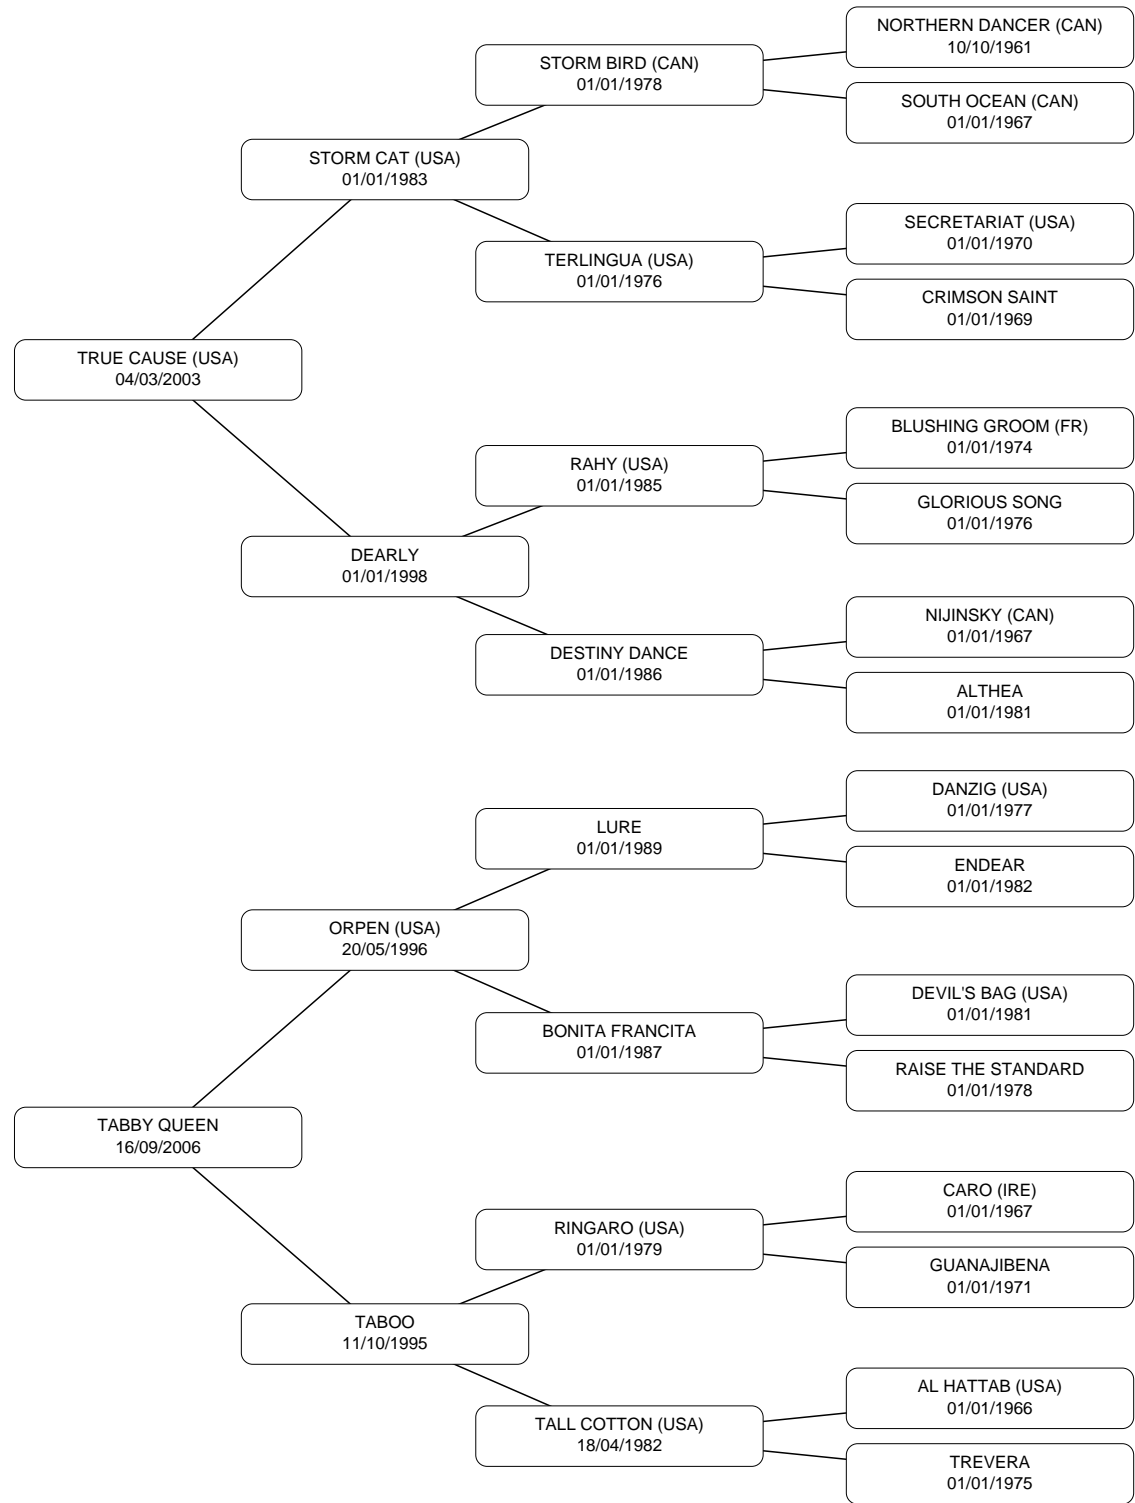 NORTHERN DANCER (CAN)
10/10/1961
STORM BIRD (CAN)
01/01/1978
SOUTH OCEAN (CAN)
01/01/1967
STORM CAT (USA)
01/01/1983
SECRETARIAT (USA)
01/01/1970
TERLINGUA (USA)
01/01/1976
CRIMSON SAINT
01/01/1969
TRUE CAUSE (USA)
04/03/2003
BLUSHING GROOM (FR)
01/01/1974
RAHY (USA)
01/01/1985
GLORIOUS SONG
01/01/1976
DEARLY
01/01/1998
NIJINSKY (CAN)
01/01/1967
DESTINY DANCE
01/01/1986
ALTHEA
01/01/1981
DANZIG (USA)
01/01/1977
LURE
01/01/1989
ENDEAR
01/01/1982
ORPEN (USA)
20/05/1996
DEVIL'S BAG (USA)
01/01/1981
BONITA FRANCITA
01/01/1987
RAISE THE STANDARD
01/01/1978
TABBY QUEEN
16/09/2006
CARO (IRE)
01/01/1967
RINGARO (USA)
01/01/1979
GUANAJIBENA
01/01/1971
TABOO
11/10/1995
AL HATTAB (USA)
01/01/1966
TALL COTTON (USA)
18/04/1982
TREVERA
01/01/1975